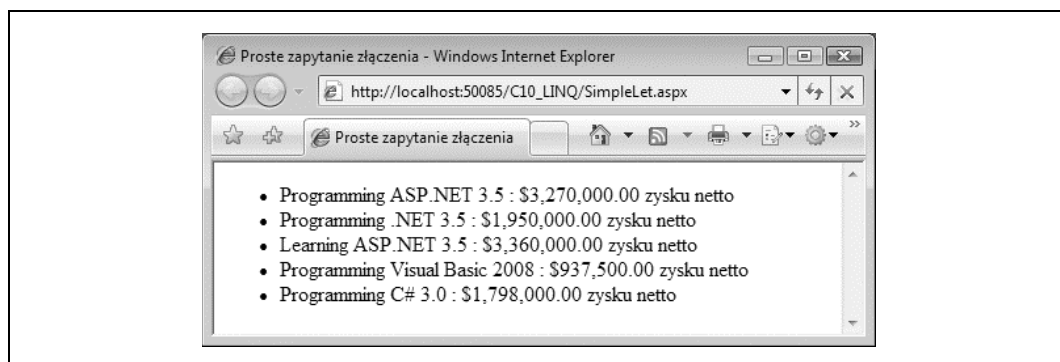 Proste zapytanie złączenia - Windows Internet Explorer
http://localhost:50085/C10_LINQ/SimpleLet.aspx
Proste zapytanie złączenia
• Programming ASP.NET 3.5 : $3,270,000.00 zysku netto
• Programming .NET 3.5 : $1,950,000.00 zysku netto
• Learning ASP.NET 3.5 : $3,360,000.00 zysku netto
• Programming Visual Basic 2008 : $937,500.00 zysku netto
• Programming C# 3.0 : $1,798,000.00 zysku netto